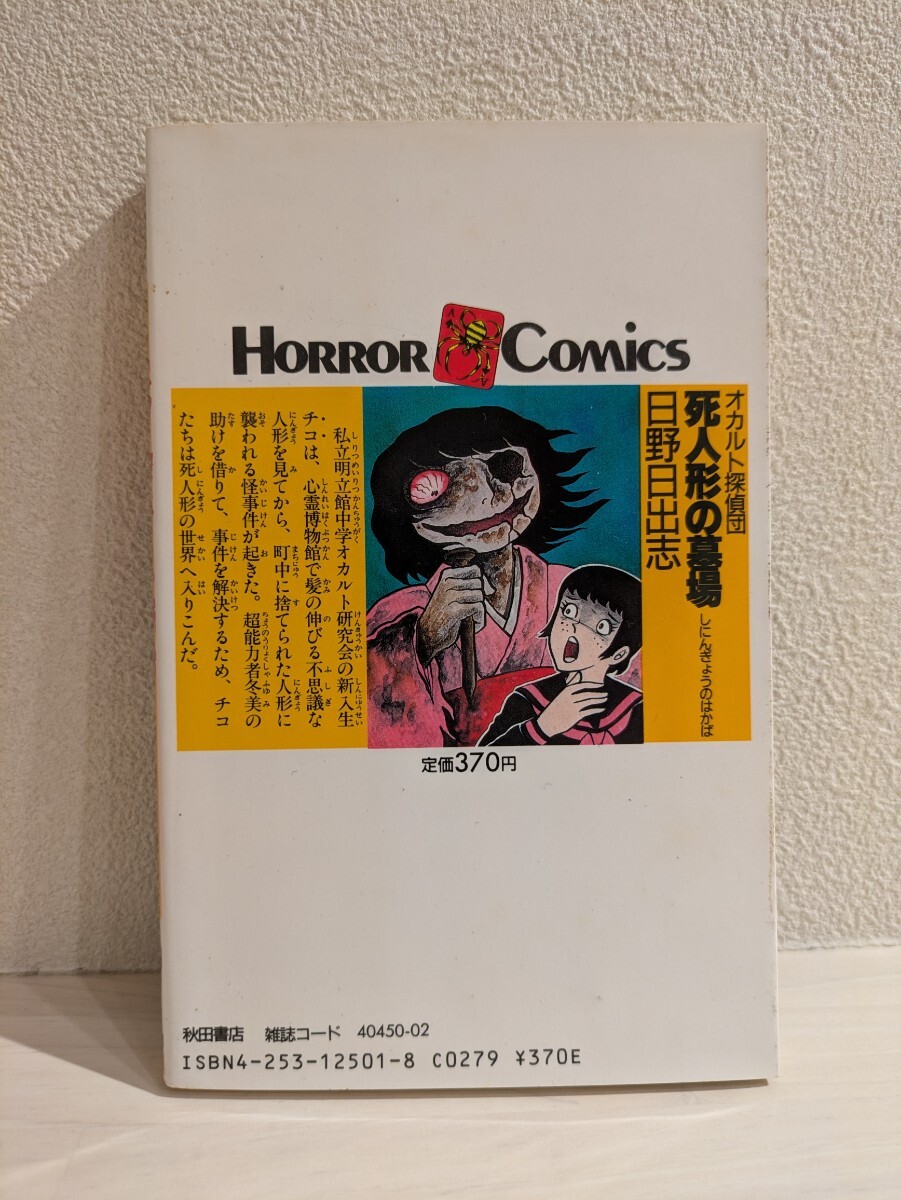 HORROR COMICS
オカルト探偵団
死人形の墓場
しにんぎょうのはかば
日野日出志
私立明立館中学オカルト研究会の新入生
チコは、心霊博物館で髪の伸びる不思議な
人形を見てから、町中に捨てられた人形に
襲われる怪事件が起きた。超能力者冬美の
助けを借りて、事件を解決するため、チコ
たちは死人形の世界へ入りこんだ。
定価370円
秋田書店 雑誌コード 40450-02
ISBN4-253-12501-8 C0279 ¥370E